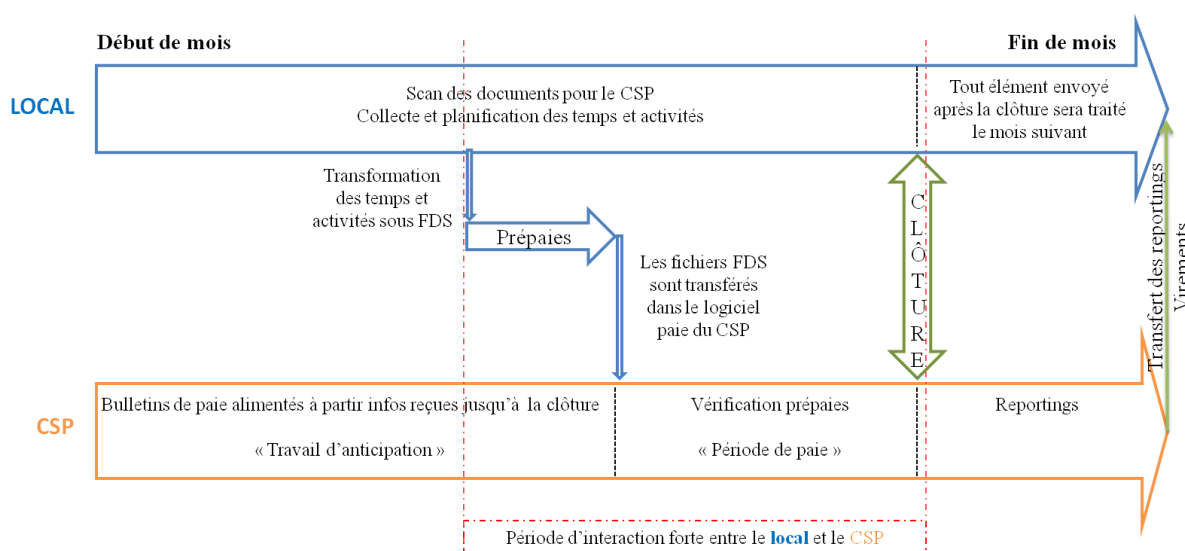 Début de mois
Fin de mois
LOCAL
Scan des documents pour le CSP
Collecte et planification des temps et activités
Tout élément envoyé
après la clôture sera traité
le mois suivant
Transformation
des temps et
activités sous FDS
Prépaies
Les fichiers FDS
sont transférés
dans le logiciel
paie du CSP
CLÔTURE
Transfert des reportings
Virements
CSP
Bulletins de paie alimentés à partir infos reçues jusqu’à la clôture
« Travail d’anticipation »
Vérification prépaies
« Période de paie »
Reportings
Période d’interaction forte entre le local et le CSP